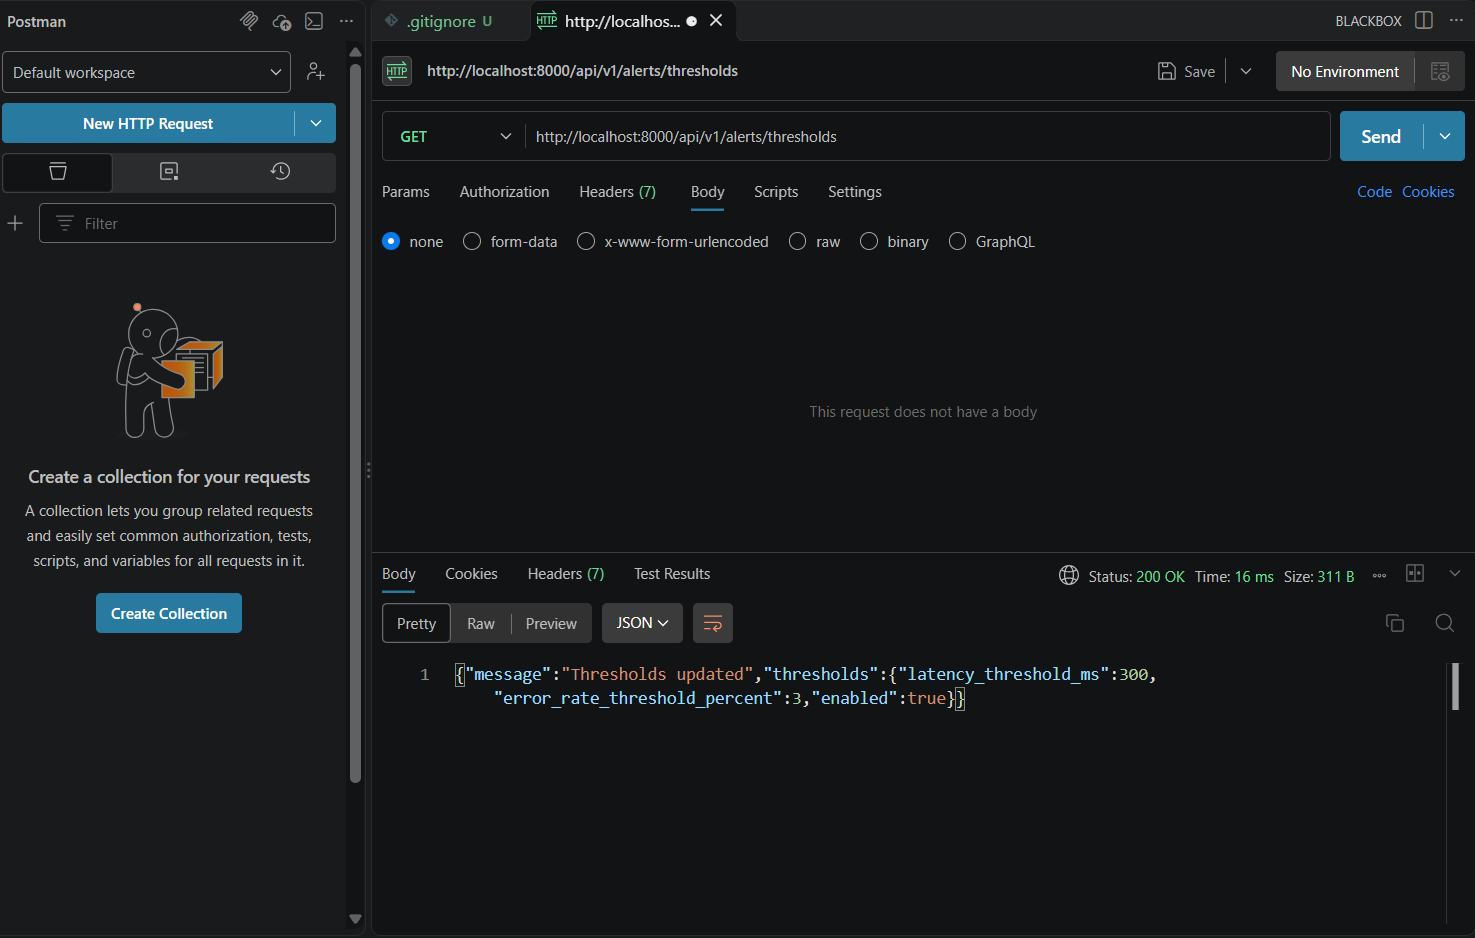 Postman
Default workspace
New HTTP Request
Filter
Create a collection for your requests
A collection lets you group related requests
and easily set common authorization, tests,
scripts, and variables for all requests in it.
Create Collection
.gitignore U
HTTP http://localhos...
BLACKBOX
HTTP http://localhost:8000/api/v1/alerts/thresholds
Save
No Environment
GET http://localhost:8000/api/v1/alerts/thresholds
Send
Params Authorization Headers (7) Body Scripts Settings
Code Cookies
none form-data x-www-form-urlencoded raw binary GraphQL
This request does not have a body
Body Cookies Headers (7) Test Results
Status: 200 OK Time: 16 ms Size: 311 B
Pretty Raw Preview JSON
1 {"message":"Thresholds updated","thresholds":{"latency_threshold_ms":300,
"error_rate_threshold_percent":3,"enabled":true}}